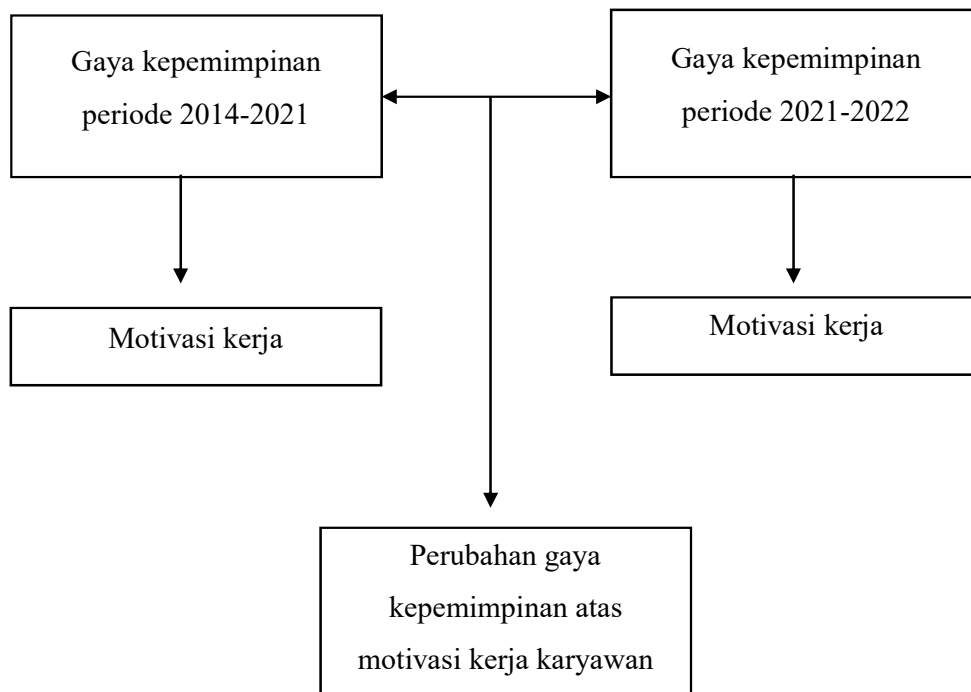 Gaya kepemimpinan
periode 2014-2021
Gaya kepemimpinan
periode 2021-2022
Motivasi kerja
Motivasi kerja
Perubahan gaya
kepemimpinan atas
motivasi kerja karyawan